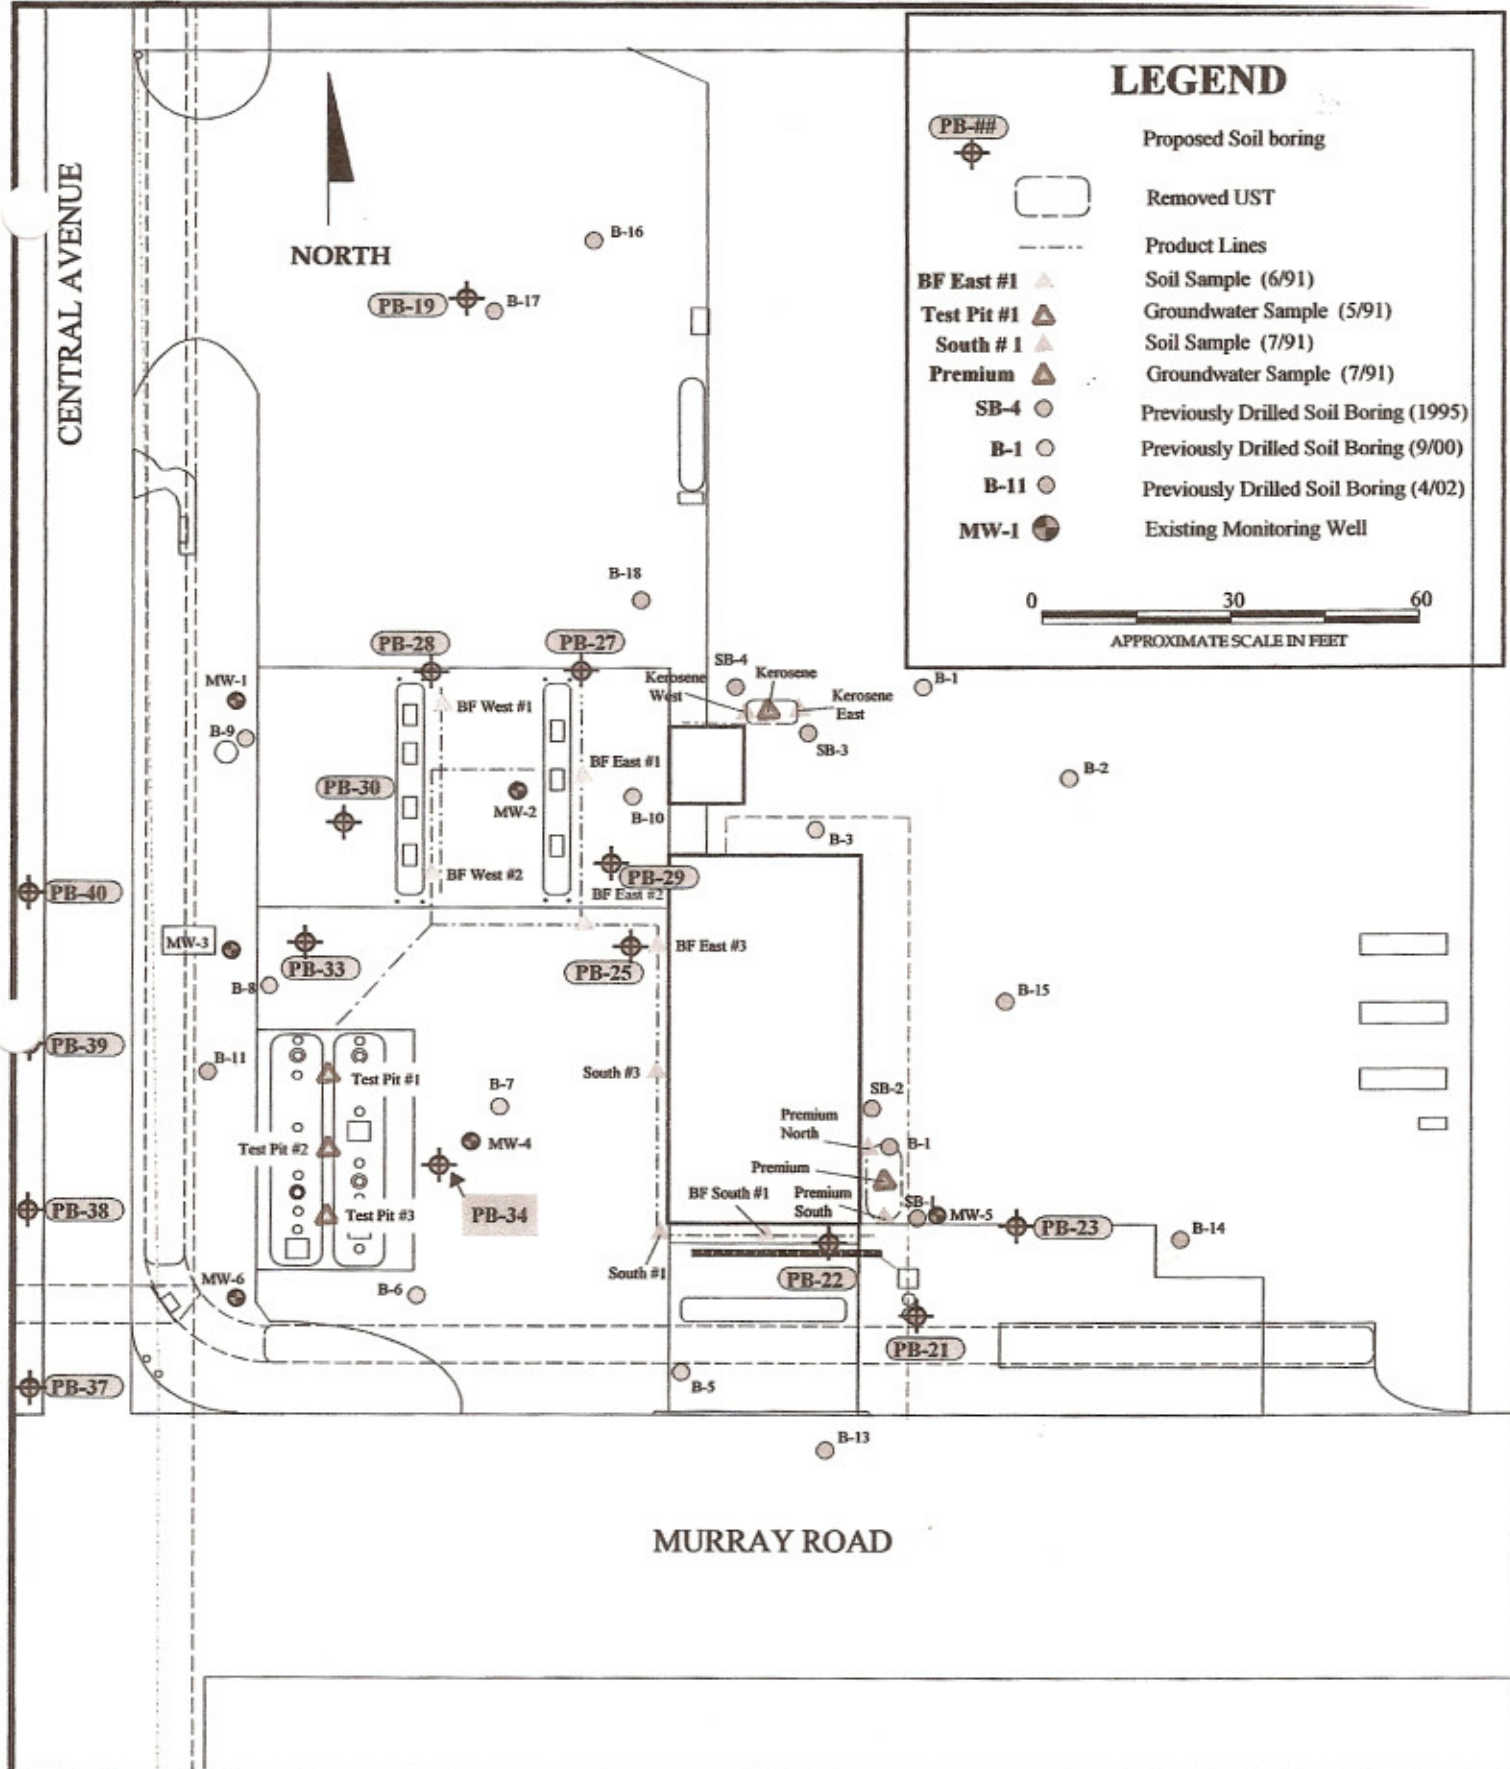 LEGEND
PB-##
Proposed Soil boring
Removed UST
Product Lines
BF East #1
Soil Sample (6/91)
Test Pit #1
Groundwater Sample (5/91)
South # 1
Soil Sample (7/91)
Premium
Groundwater Sample (7/91)
SB-4
Previously Drilled Soil Boring (1995)
B-1
Previously Drilled Soil Boring (9/00)
B-11
Previously Drilled Soil Boring (4/02)
MW-1
Existing Monitoring Well
0
30
60
APPROXIMATE SCALE IN FEET
CENTRAL AVENUE
NORTH
B-16
PB-19
B-17
B-18
PB-28
PB-27
SB-4
Kerosene
Kerosene
West
Kerosene
East
B-1
MW-1
BF West #1
B-9
SB-3
BF East #1
B-2
PB-30
MW-2
B-10
B-3
BF West #2
PB-29
PB-40
BF East #2
MW-3
BF East #3
PB-33
PB-25
B-8
B-15
PB-39
B-11
South #3
Test Pit #1
B-7
SB-2
Premium
North
Test Pit #2
MW-4
B-1
Premium
BF South #1
Premium
South
SB-1
PB-38
Test Pit #3
PB-34
MW-5
PB-23
B-14
South #1
PB-22
MW-6
B-6
PB-21
PB-37
B-5
B-13
MURRAY ROAD